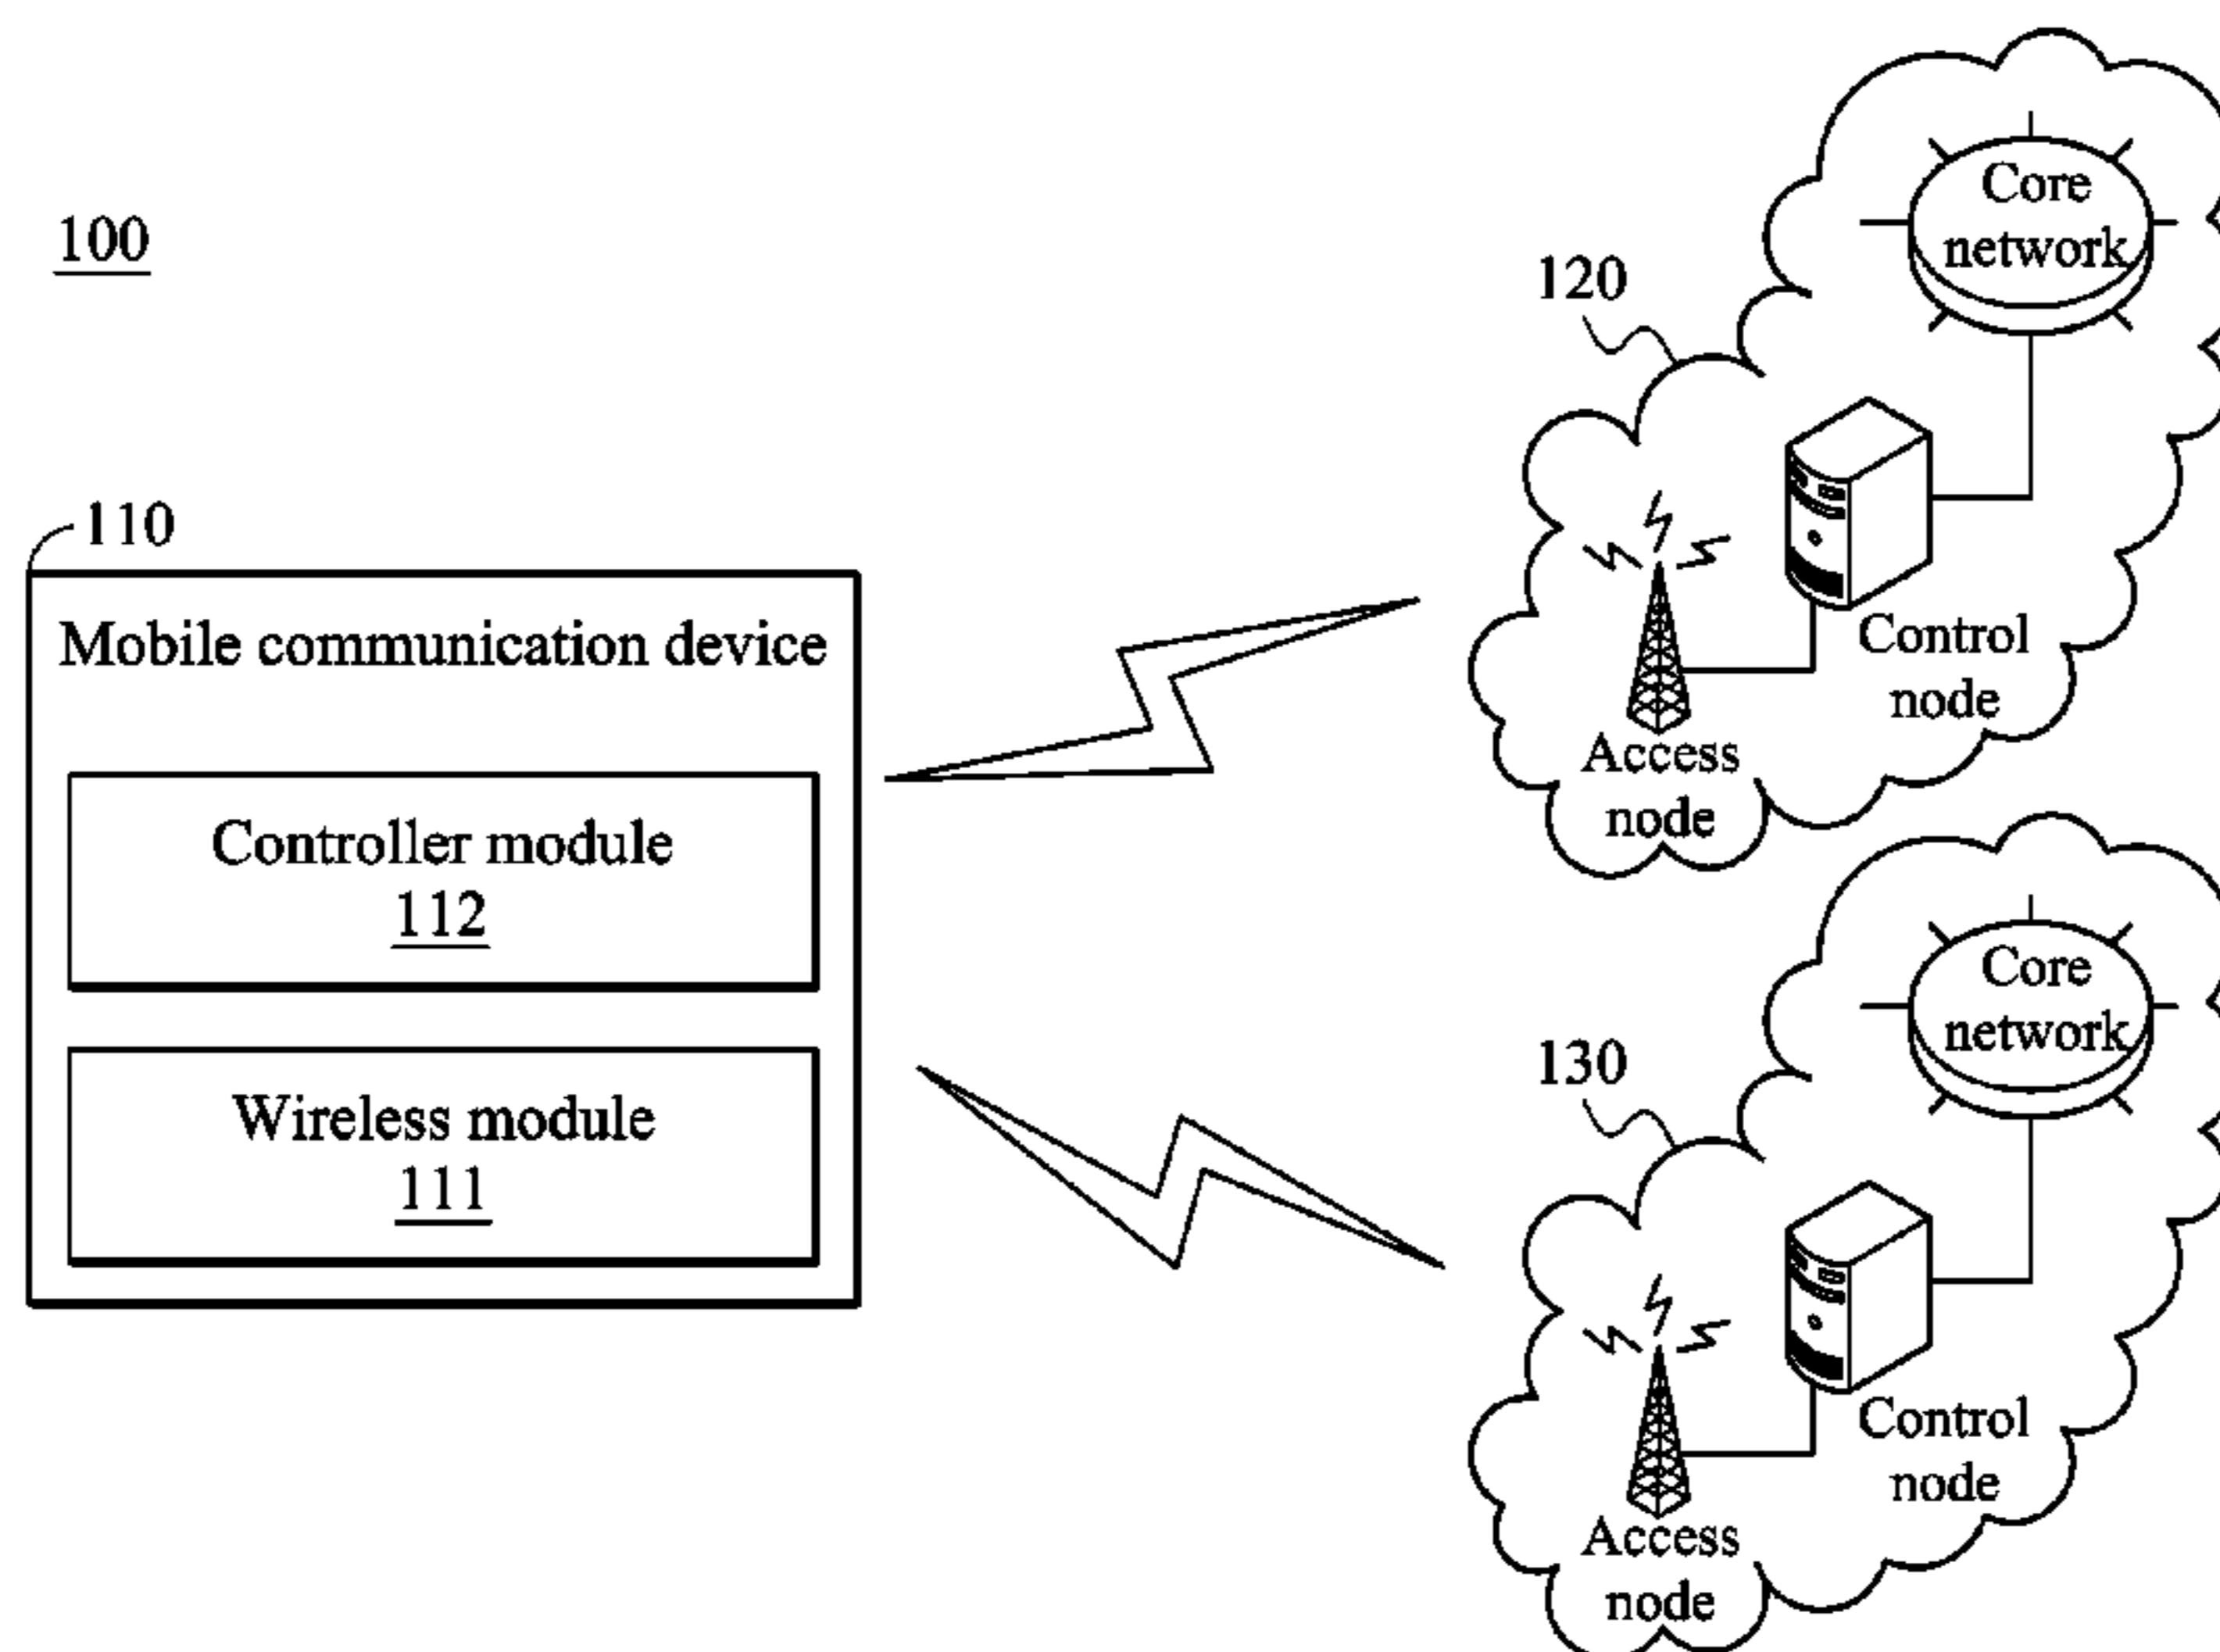 100
110
Mobile communication device
Controller module
112
Wireless module
111
120
Core
network
Control
node
Access
node
130
Core
network
Control
node
Access
node